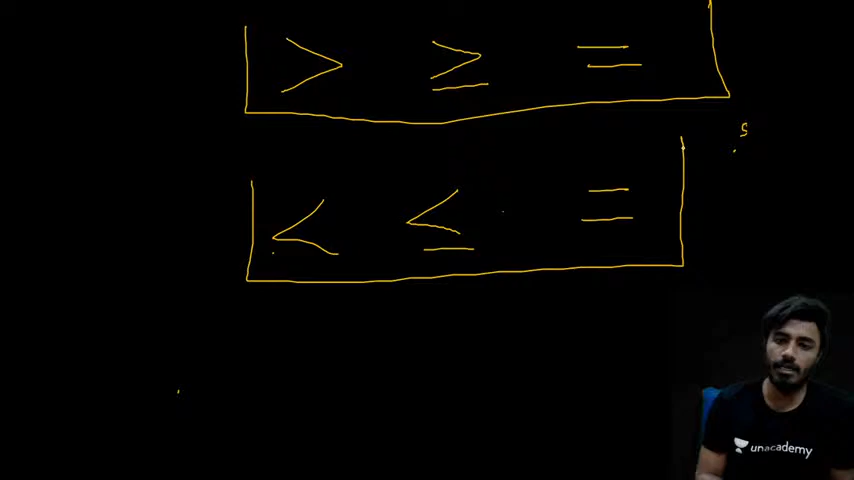 > ≥ =
s
< ≤ =
unacademy